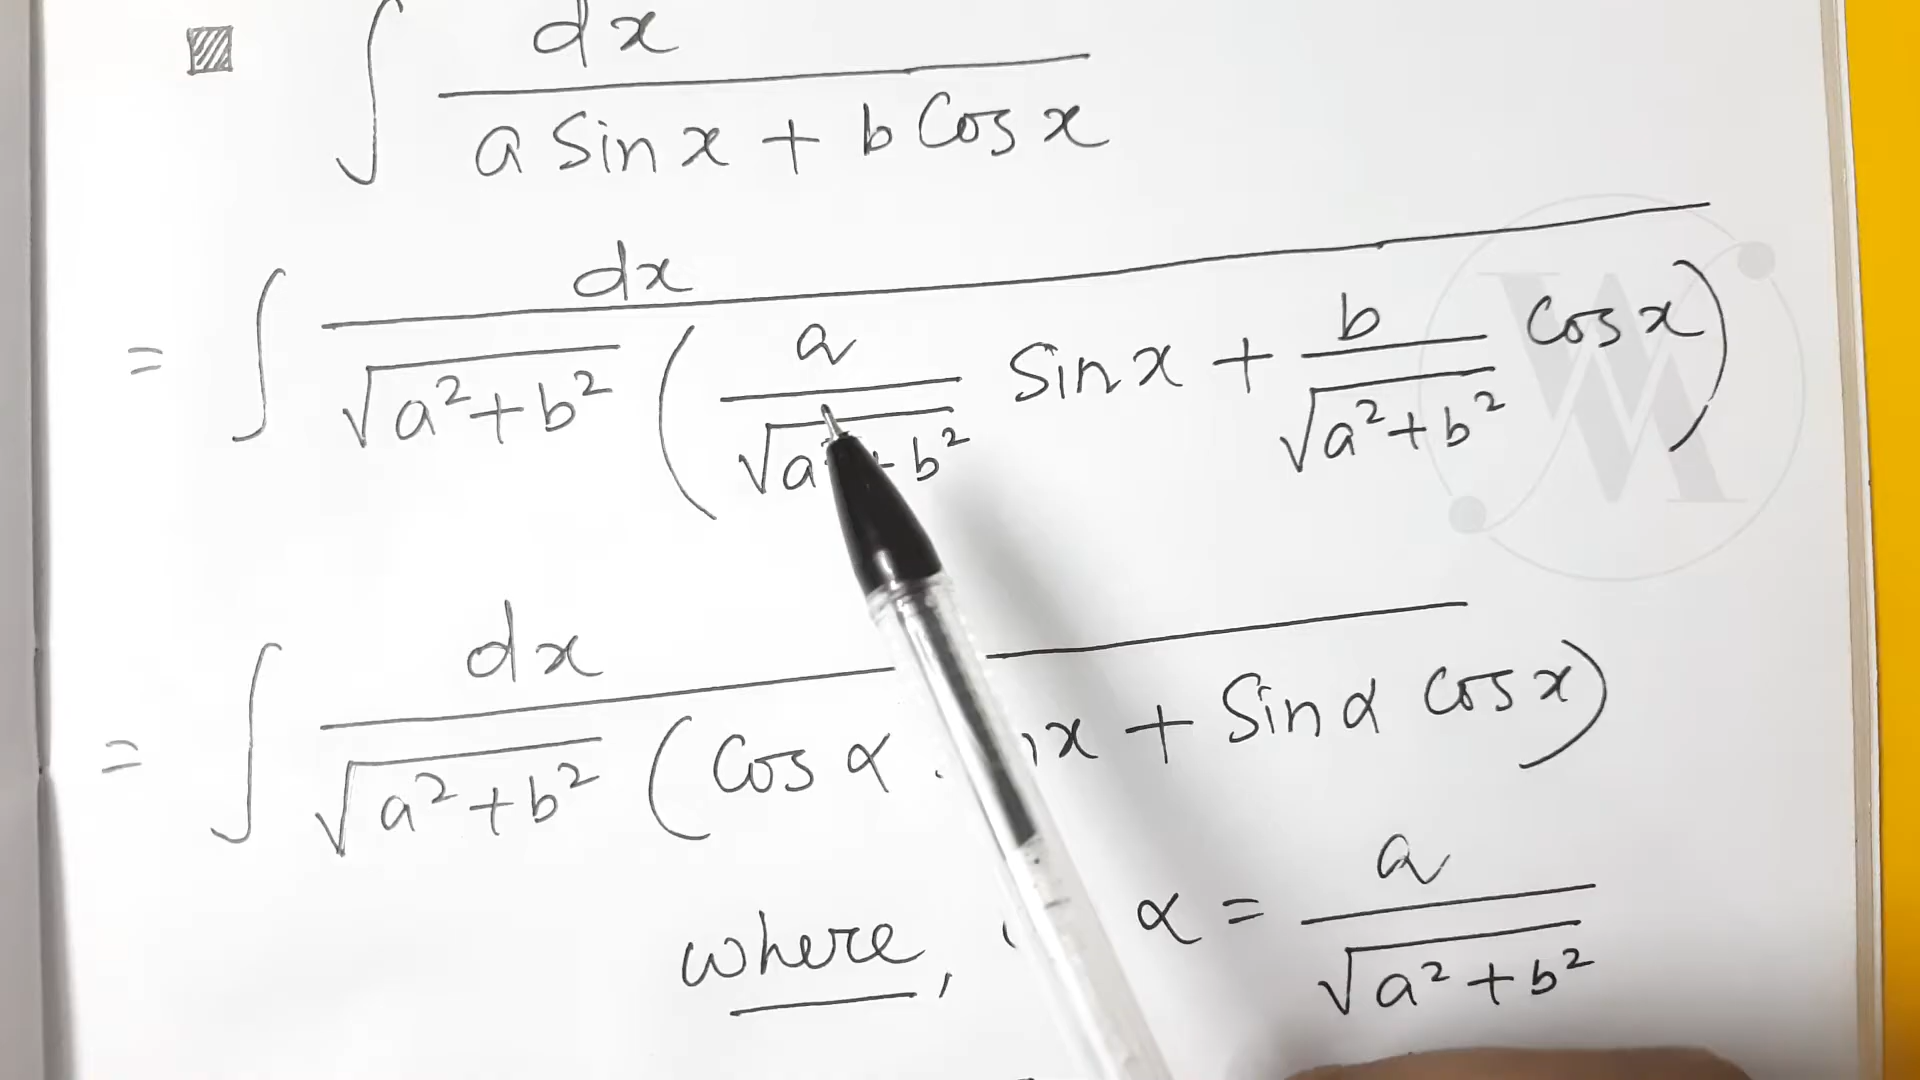 ∫ dx / (a Sin x + b Cos x)
= ∫ dx / (√(a² + b²) (a/√(a² + b²) Sin x + b/√(a² + b²) Cos x))
= ∫ dx / (√(a² + b²) (Cos α . x + Sin α Cos x))
where, α = a/√(a² + b²)